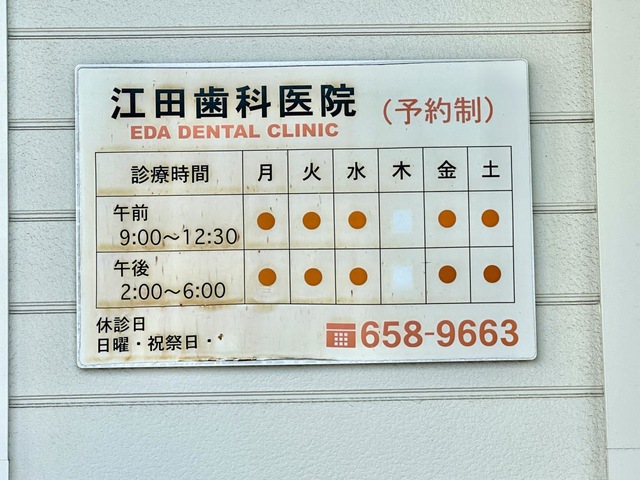 江田歯科医院 (予約制)
EDA DENTAL CLINIC
診療時間 月 火 水 木 金 土
午前 9:00〜12:30 ● ● ● ● ●
午後 2:00〜6:00 ● ● ● ● ●
休診日
日曜・祝祭日・
658-9663